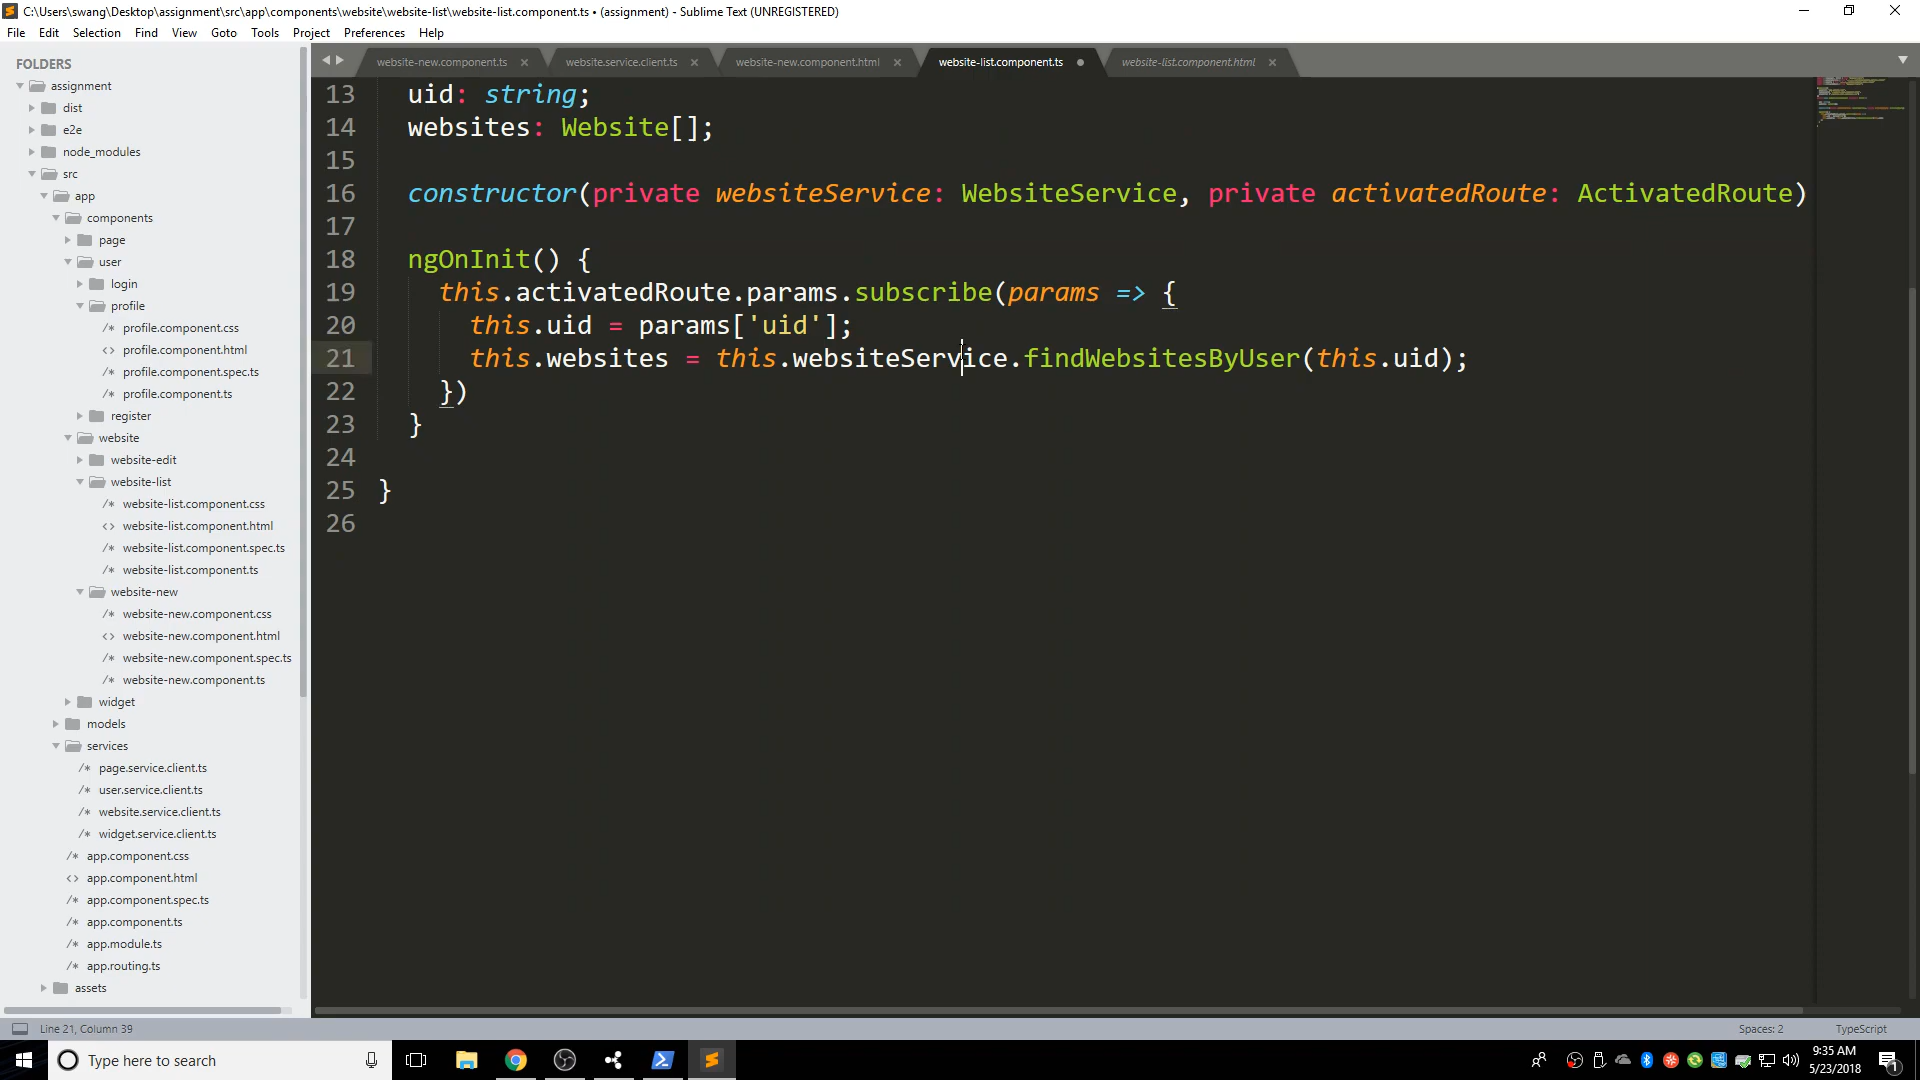 C:\Users\swang\Desktop\assignment\src\app\components\website\website-list\website-list.component.ts • (assignment) - Sublime Text (UNREGISTERED)
File Edit Selection Find View Goto Tools Project Preferences Help
FOLDERS
assignment
dist
e2e
node_modules
src
app
components
page
user
login
profile
/* profile.component.css
<> profile.component.html
/* profile.component.spec.ts
/* profile.component.ts
register
website
website-edit
website-list
/* website-list.component.css
<> website-list.component.html
/* website-list.component.spec.ts
/* website-list.component.ts
website-new
/* website-new.component.css
<> website-new.component.html
/* website-new.component.spec.ts
/* website-new.component.ts
widget
models
services
/* page.service.client.ts
/* user.service.client.ts
/* website.service.client.ts
/* widget.service.client.ts
/* app.component.css
<> app.component.html
/* app.component.spec.ts
/* app.component.ts
/* app.module.ts
/* app.routing.ts
assets
website-new.component.ts × website.service.client.ts × website-new.component.html × website-list.component.ts • website-list.component.html ×
13 uid: string;
14 websites: Website[];
15
16 constructor(private websiteService: WebsiteService, private activatedRoute: ActivatedRoute)
17
18 ngOnInit() {
19 this.activatedRoute.params.subscribe(params => {
20 this.uid = params['uid'];
21 this.websites = this.websiteService.findWebsitesByUser(this.uid);
22 })
23 }
24
25 }
26
Line 21, Column 39 Spaces: 2 TypeScript
Type here to search
9:35 AM
5/23/2018
1